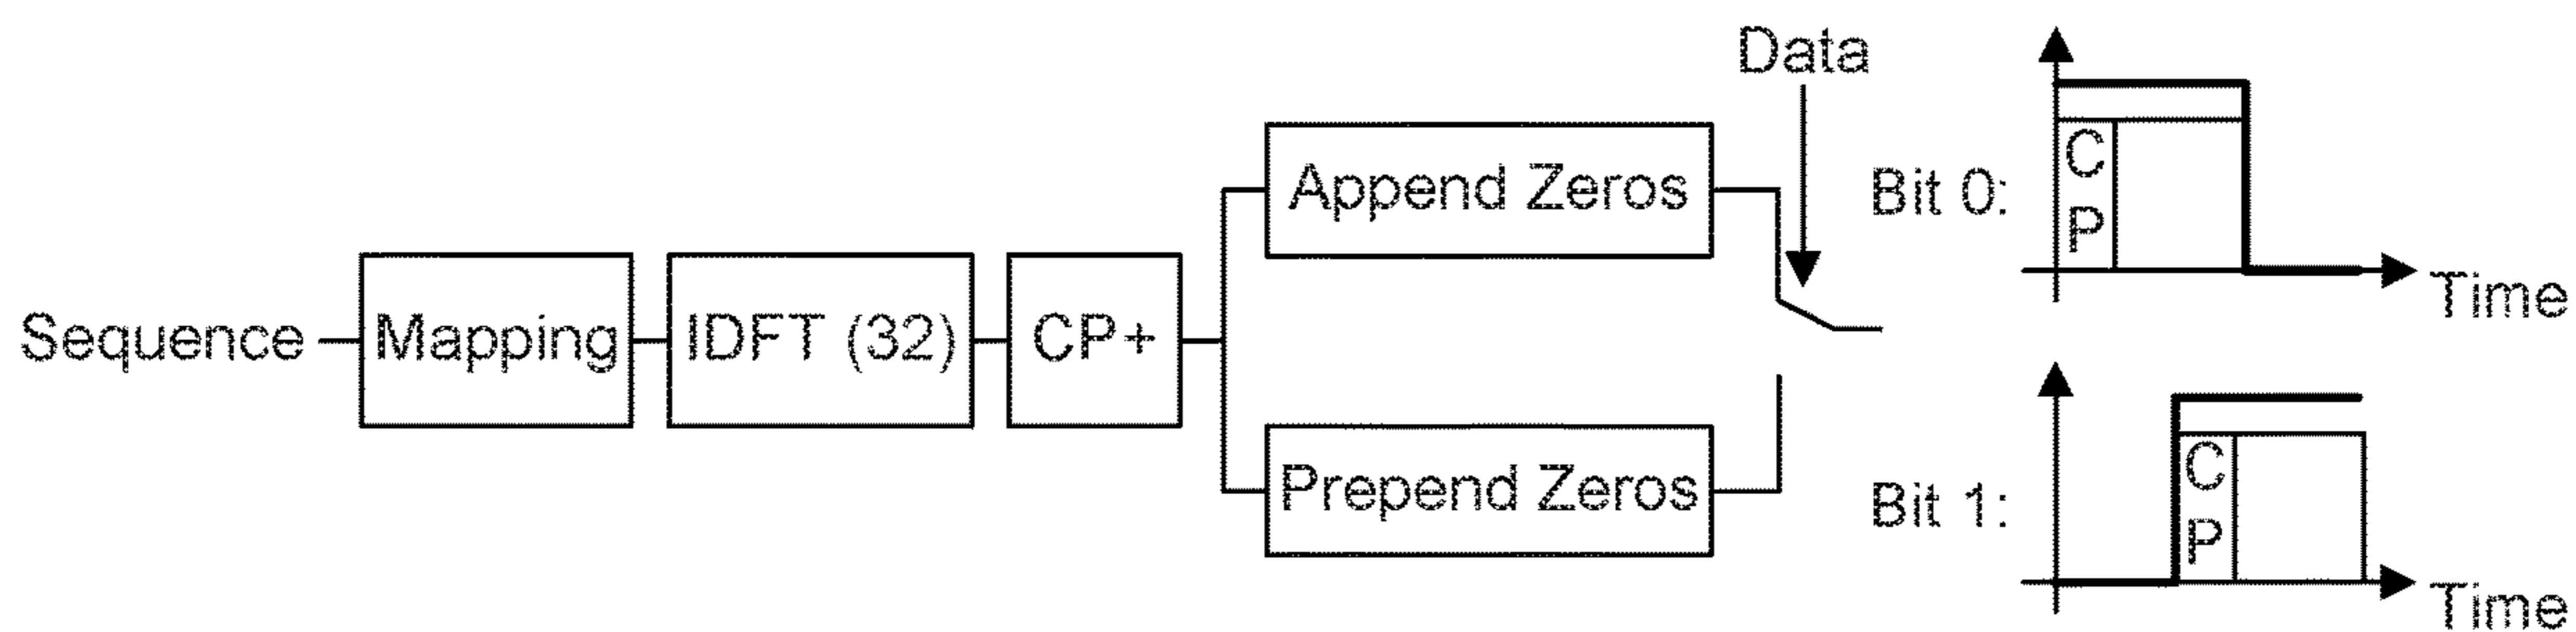 Data
Append Zeros
Bit 0:
C
P
Time
Sequence
Mapping
IDFT (32)
CP+
Prepend Zeros
Bit 1:
C
P
Time